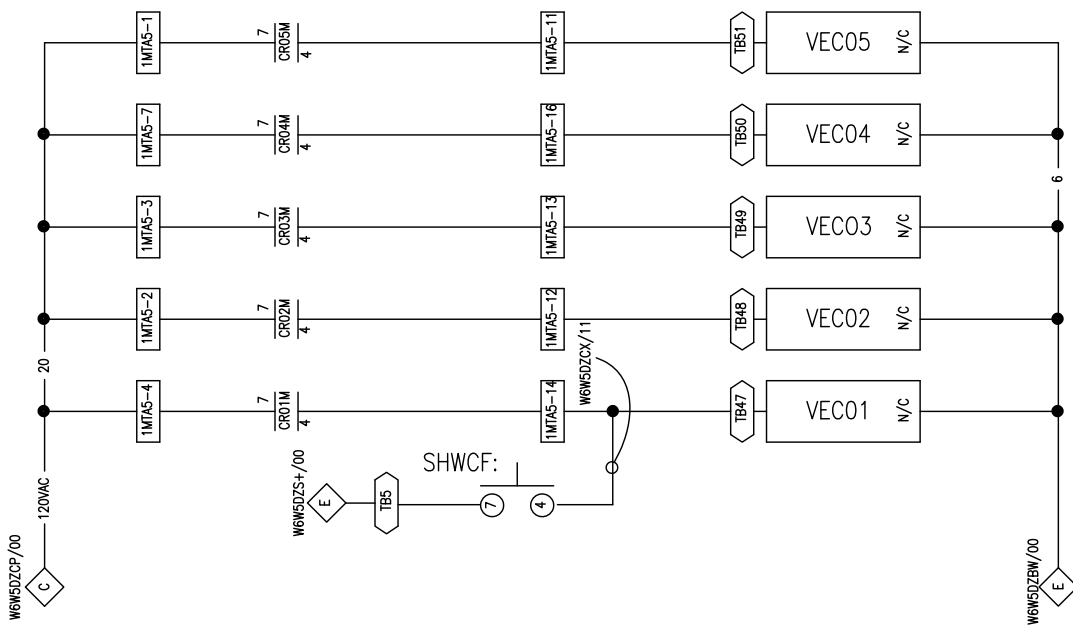 1MTA5-1
7
CR05M
4
1MTA5-11
TB51
VEC05
N/C
1MTA5-7
7
CR04M
4
1MTA5-16
TB50
VEC04
N/C
6
1MTA5-3
7
CR03M
4
1MTA5-13
TB49
VEC03
N/C
1MTA5-2
7
CR02M
4
1MTA5-12
TB48
VEC02
N/C
20
W6W5DZCX/11
1MTA5-4
7
CR01M
4
1MTA5-14
TB47
VEC01
N/C
120VAC
W6W5DZS+/00
E
TB5
SHWCF:
7
4
W6W5DZCP/00
C
W6W5DZBW/00
E